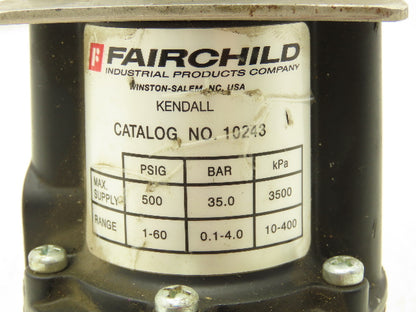 FAIRCHILD
INDUSTRIAL PRODUCTS COMPANY
WINSTON-SALEM, NC, USA
KENDALL
CATALOG NO. 10243
PSIG BAR kPa
MAX. SUPPLY 500 35.0 3500
RANGE 1-60 0.1-4.0 10-400